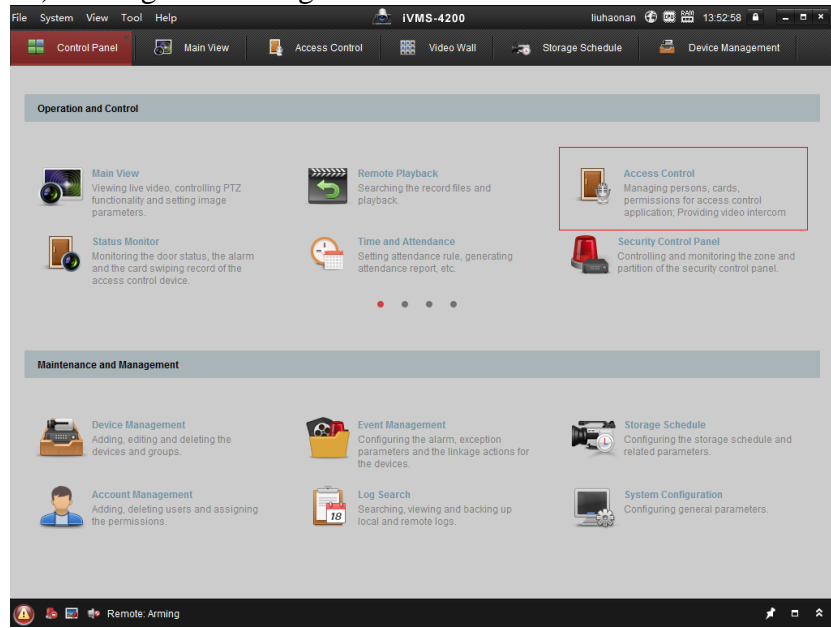 File System View Tool Help iVMS-4200 liuhaonan 13:52:58
Control Panel Main View Access Control Video Wall Storage Schedule Device Management
Operation and Control
Main View
Viewing live video, controlling PTZ
functionality and setting image
parameters.
Remote Playback
Searching the record files and
playback.
Access Control
Managing persons, cards,
permissions for access control
application; Providing video intercom
Status Monitor
Monitoring the door status, the alarm
and the card swiping record of the
access control device.
Time and Attendance
Setting attendance rule, generating
attendance report, etc.
Security Control Panel
Controlling and monitoring the zone and
partition of the security control panel.
Maintenance and Management
Device Management
Adding, editing and deleting the
devices and groups.
Event Management
Configuring the alarm, exception
parameters and the linkage actions for
the devices.
Storage Schedule
Configuring the storage schedule and
related parameters.
Account Management
Adding, deleting users and assigning
the permissions.
Log Search
Searching, viewing and backing up
local and remote logs.
18
System Configuration
Configuring general parameters.
Remote: Arming